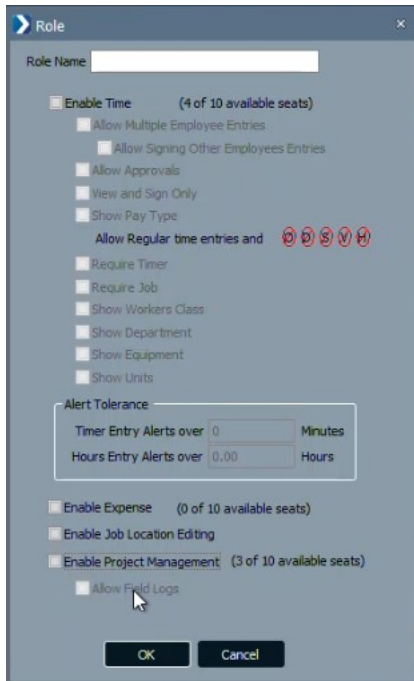 Role
Role Name
Enable Time (4 of 10 available seats)
Allow Multiple Employee Entries
Allow Signing Other Employees Entries
Allow Approvals
View and Sign Only
Show Pay Type
Allow Regular time entries and O D S V H
Require Timer
Require Job
Show Workers Class
Show Department
Show Equipment
Show Units
Alert Tolerance
Timer Entry Alerts over 0 Minutes
Hours Entry Alerts over 0.00 Hours
Enable Expense (0 of 10 available seats)
Enable Job Location Editing
Enable Project Management (3 of 10 available seats)
Allow Field Logs
OK Cancel